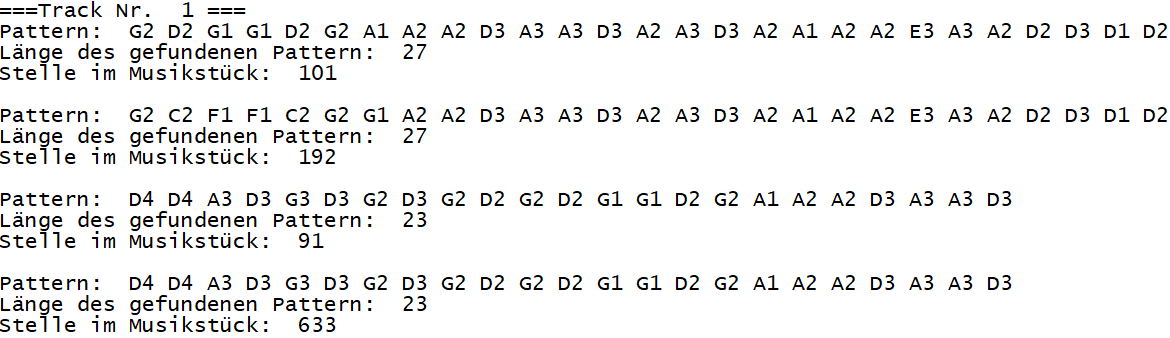 ===Track Nr.  1 ===
Pattern:  G2 D2 G1 G1 D2 G2 A1 A2 A2 D3 A3 A3 D3 A2 A3 D3 A2 A1 A2 A2 E3 A3 A2 D2 D3 D1 D2
Länge des gefundenen Pattern:  27
Stelle im Musikstück:  101

Pattern:  G2 C2 F1 F1 C2 G2 G1 A2 A2 D3 A3 A3 D3 A2 A3 D3 A2 A1 A2 A2 E3 A3 A2 D2 D3 D1 D2
Länge des gefundenen Pattern:  27
Stelle im Musikstück:  192

Pattern:  D4 D4 A3 D3 G3 D3 G2 D3 G2 D2 G2 D2 G1 G1 D2 G2 A1 A2 A2 D3 A3 A3 D3
Länge des gefundenen Pattern:  23
Stelle im Musikstück:  91

Pattern:  D4 D4 A3 D3 G3 D3 G2 D3 G2 D2 G2 D2 G1 G1 D2 G2 A1 A2 A2 D3 A3 A3 D3
Länge des gefundenen Pattern:  23
Stelle im Musikstück:  633